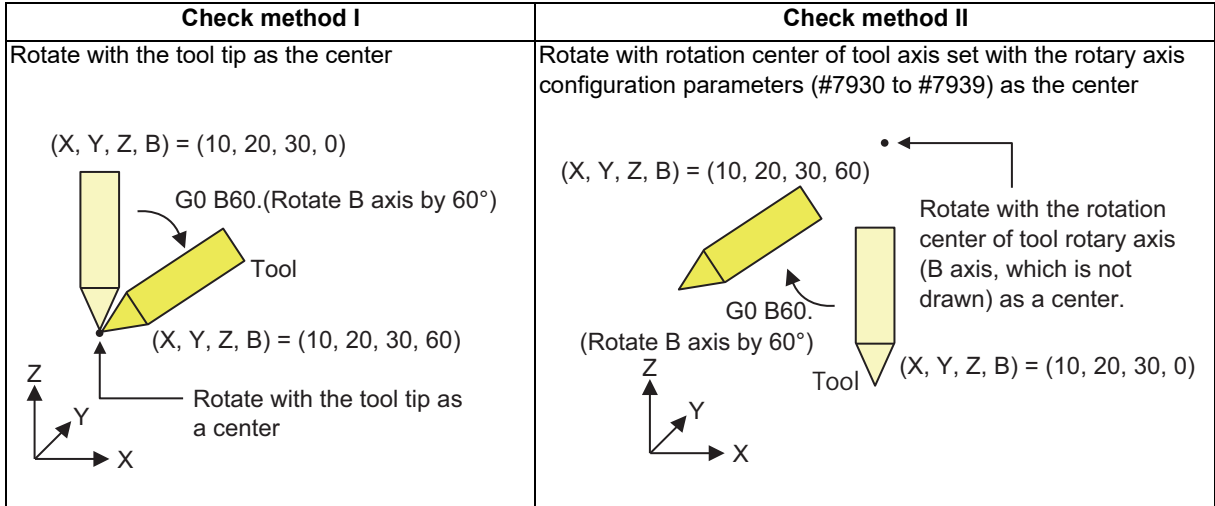 Check method I
Check method II
Rotate with the tool tip as the center
(X, Y, Z, B) = (10, 20, 30, 0)
G0 B60.(Rotate B axis by 60°)
Tool
(X, Y, Z, B) = (10, 20, 30, 60)
Rotate with the tool tip as
a center
Z
Y
X
Rotate with rotation center of tool axis set with the rotary axis
configuration parameters (#7930 to #7939) as the center
(X, Y, Z, B) = (10, 20, 30, 60)
Rotate with the rotation
center of tool rotary axis
(B axis, which is not
drawn) as a center.
G0 B60.
(Rotate B axis by 60°)
Tool
(X, Y, Z, B) = (10, 20, 30, 0)
Z
Y
X